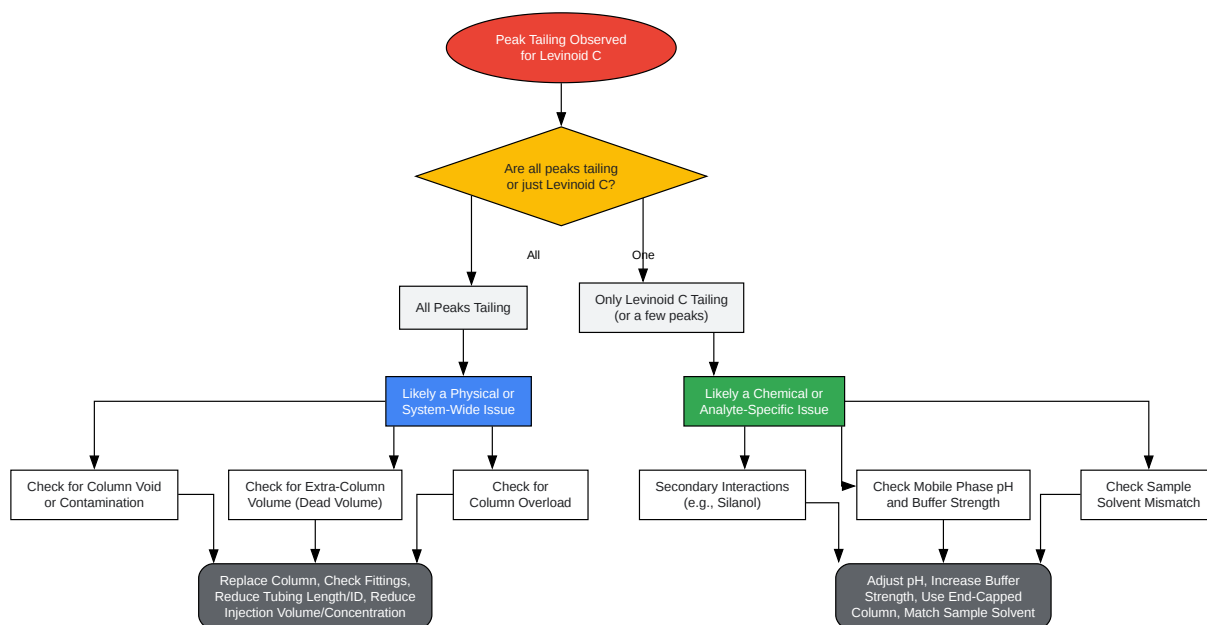 Peak Tailing Observed
for Levinoid C
Are all peaks tailing
or just Levinoid C?
All
One
All Peaks Tailing
Only Levinoid C Tailing
(or a few peaks)
Likely a Physical or
System-Wide Issue
Likely a Chemical or
Analyte-Specific Issue
Check for Column Void
or Contamination
Check for Extra-Column
Volume (Dead Volume)
Check for
Column Overload
Secondary Interactions
(e.g., Silanol)
Check Mobile Phase pH
and Buffer Strength
Check Sample
Solvent Mismatch
Replace Column, Check Fittings,
Reduce Tubing Length/ID, Reduce
Injection Volume/Concentration
Adjust pH, Increase Buffer
Strength, Use End-Capped
Column, Match Sample Solvent